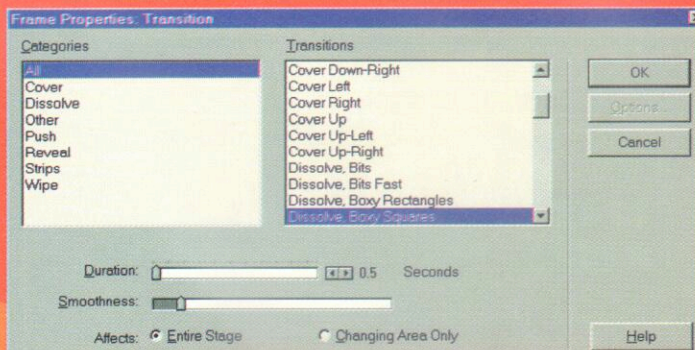 Frame Properties: Transition
Categories
All
Cover
Dissolve
Other
Push
Reveal
Strips
Wipe
Transitions
Cover Down-Right
Cover Left
Cover Right
Cover Up
Cover Up-Left
Cover Up-Right
Dissolve, Bits
Dissolve, Bits Fast
Dissolve, Boxy Rectangles
Dissolve, Boxy Squares
OK
Options...
Cancel
Duration: 0.5 Seconds
Smoothness:
Affects: Entire Stage Changing Area Only
Help